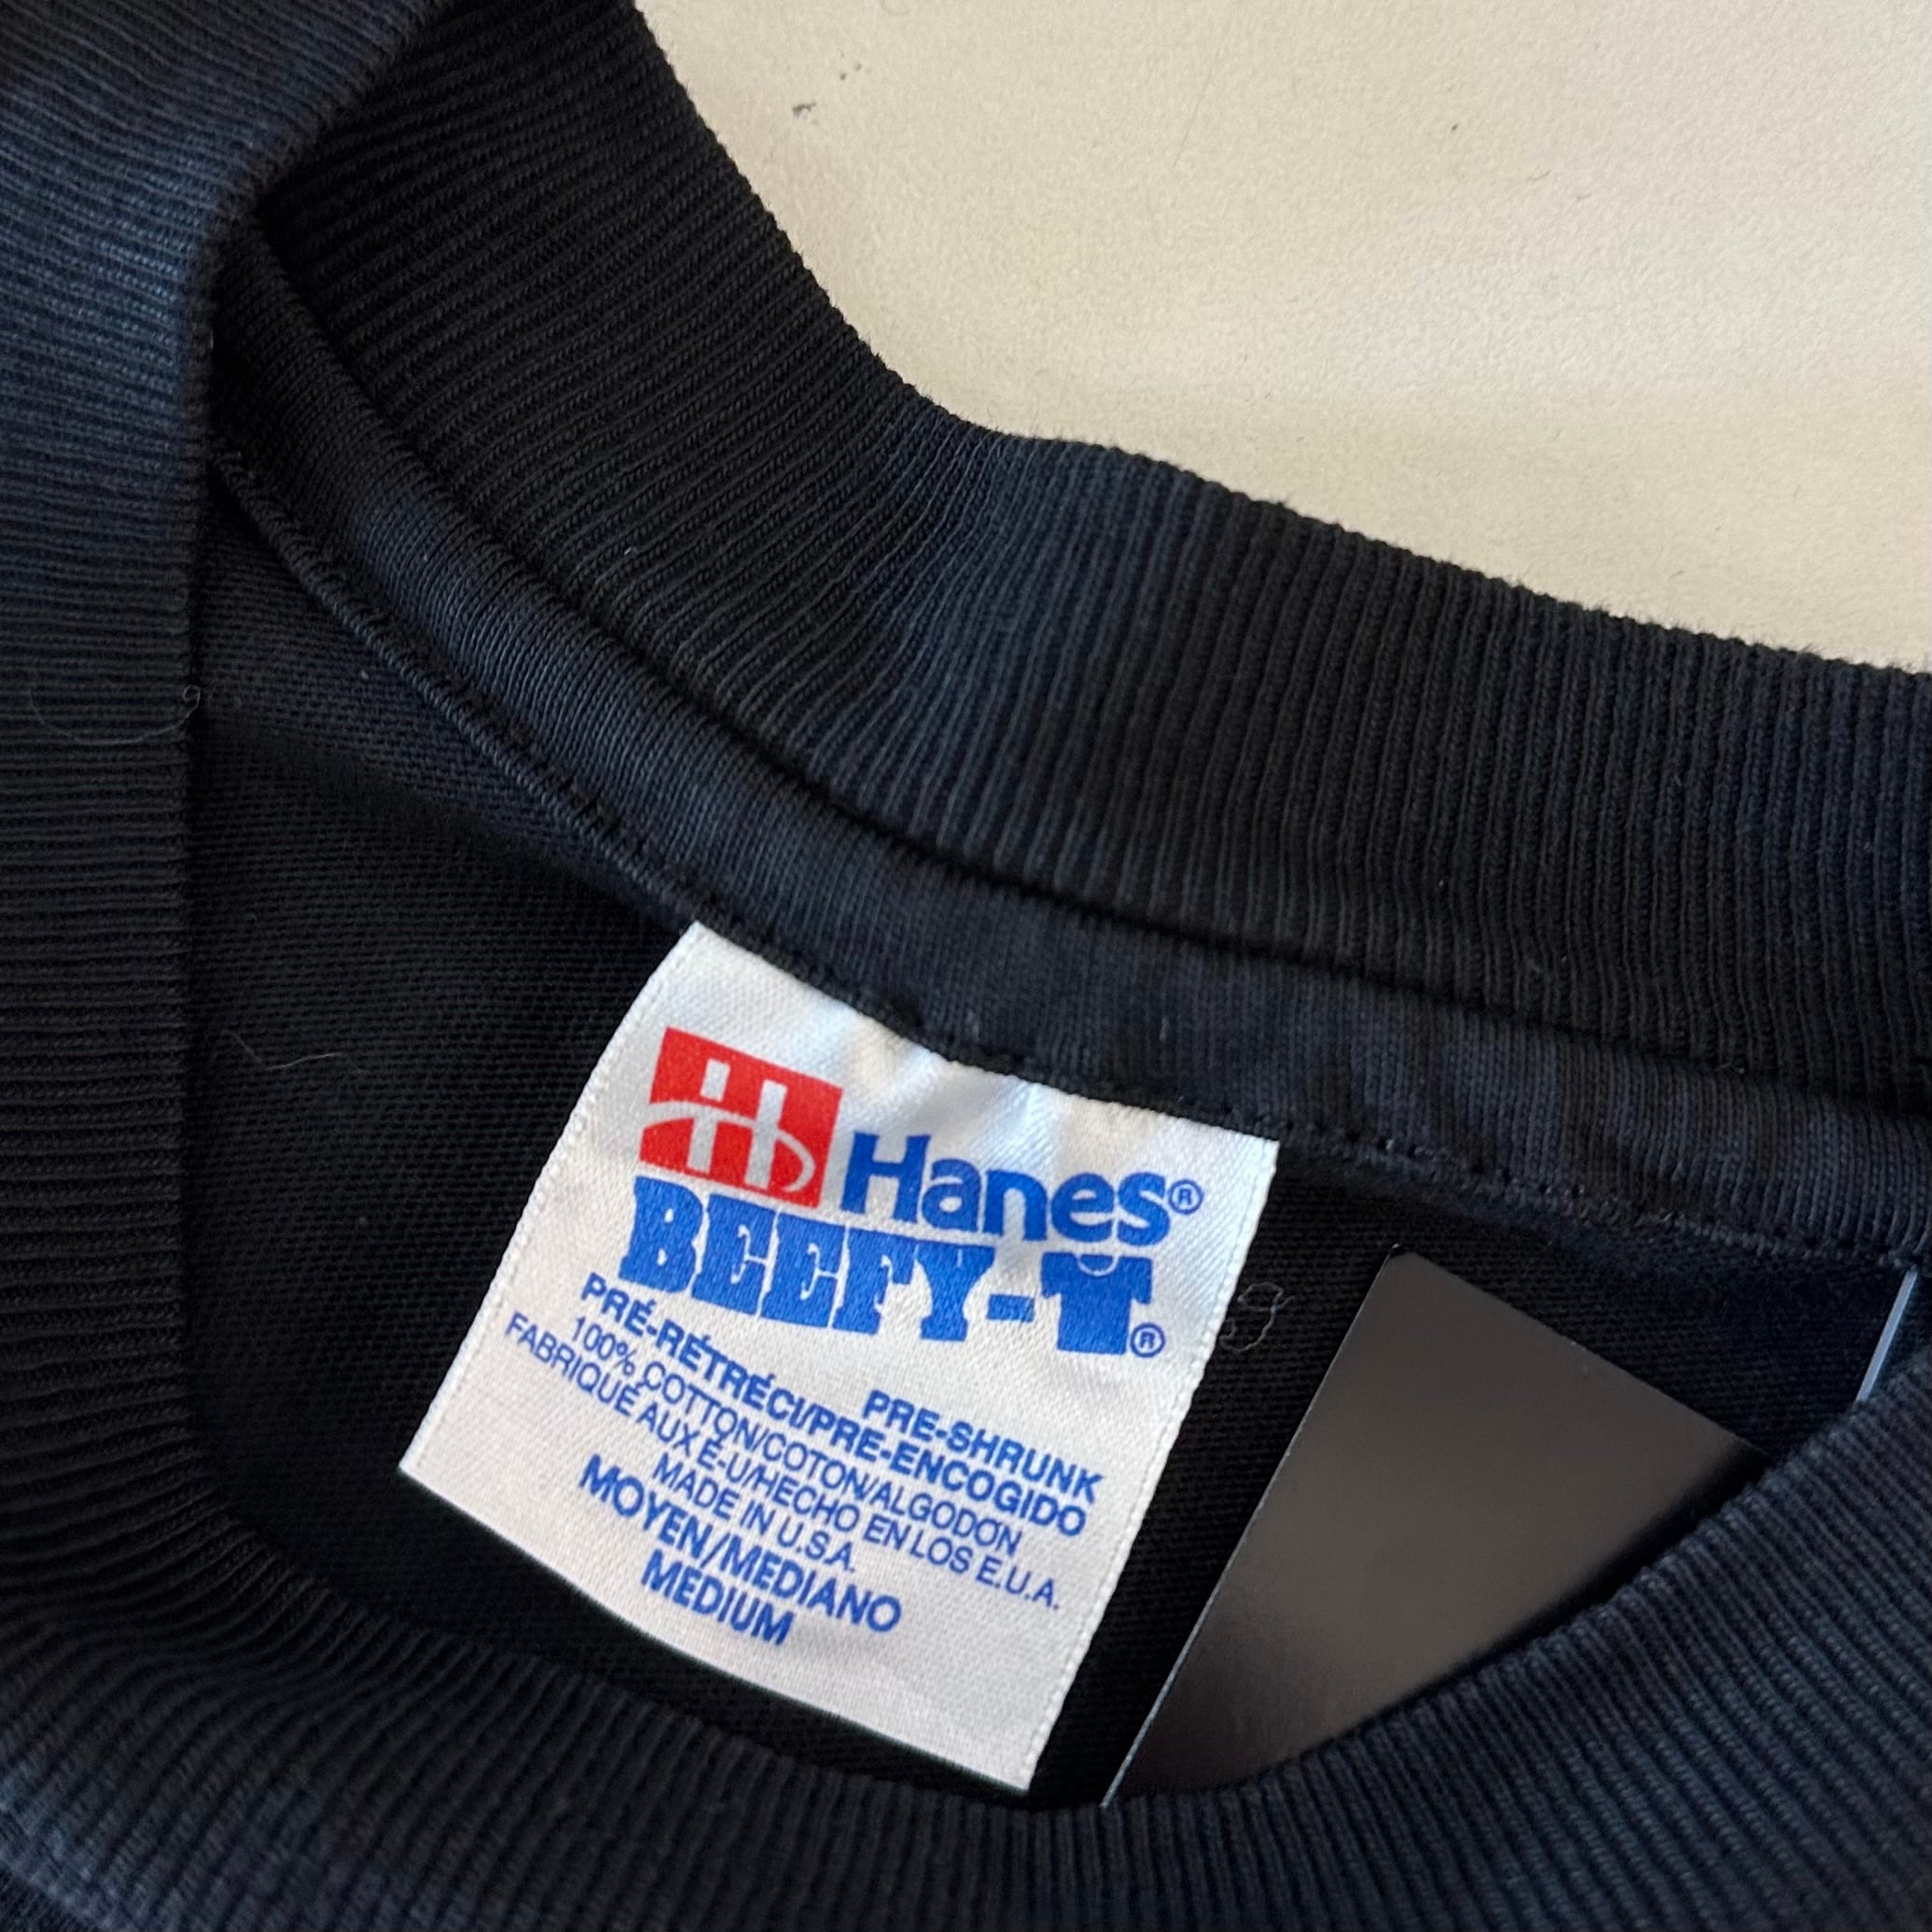 Hanes®
BEEFY-T®
PRE-SHRUNK
PRÉ-RÉTRÉCI/PRE-ENCOGIDO
100% COTTON/COTON/ALGODON
FABRIQUÉ AUX É-U/HECHO EN LOS E.U.A.
MADE IN U.S.A.
MOYEN/MEDIANO
MEDIUM